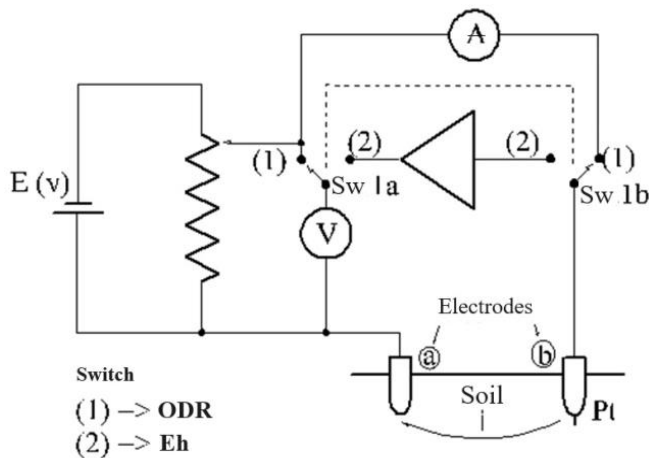 A
(1)
(2)
(2)
(1)
E (v)
Sw 1a
Sw 1b
V
Electrodes
a
b
Switch
Soil
Pt
(1) –> ODR
i
(2) –> Eh